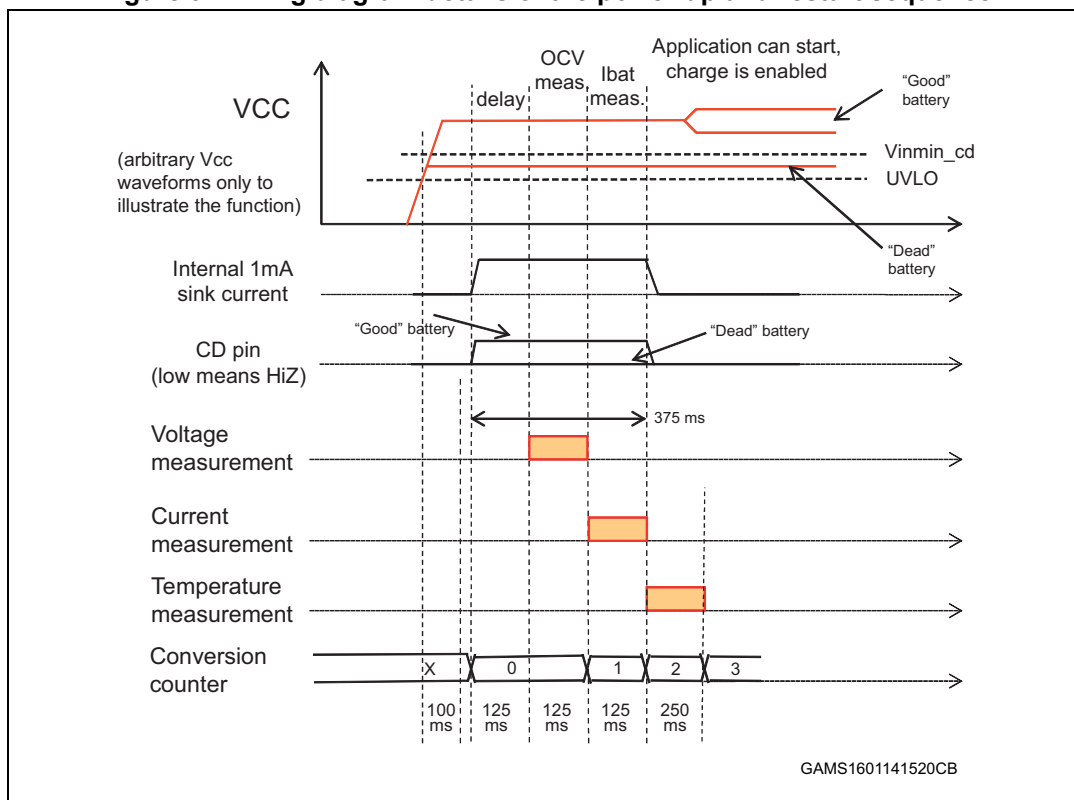 OCV
meas.
Ibat
meas.
Application can start,
charge is enabled
delay
"Good"
battery
VCC
(arbitrary Vcc
waveforms only to
illustrate the function)
Vinmin_cd
UVLO
"Dead"
battery
Internal 1mA
sink current
"Good" battery
"Dead" battery
CD pin
(low means HiZ)
375 ms
Voltage
measurement
Current
measurement
Temperature
measurement
Conversion
counter
X 0 1 2 3
100
ms
125
ms
125
ms
125
ms
250
ms
GAMS1601141520CB